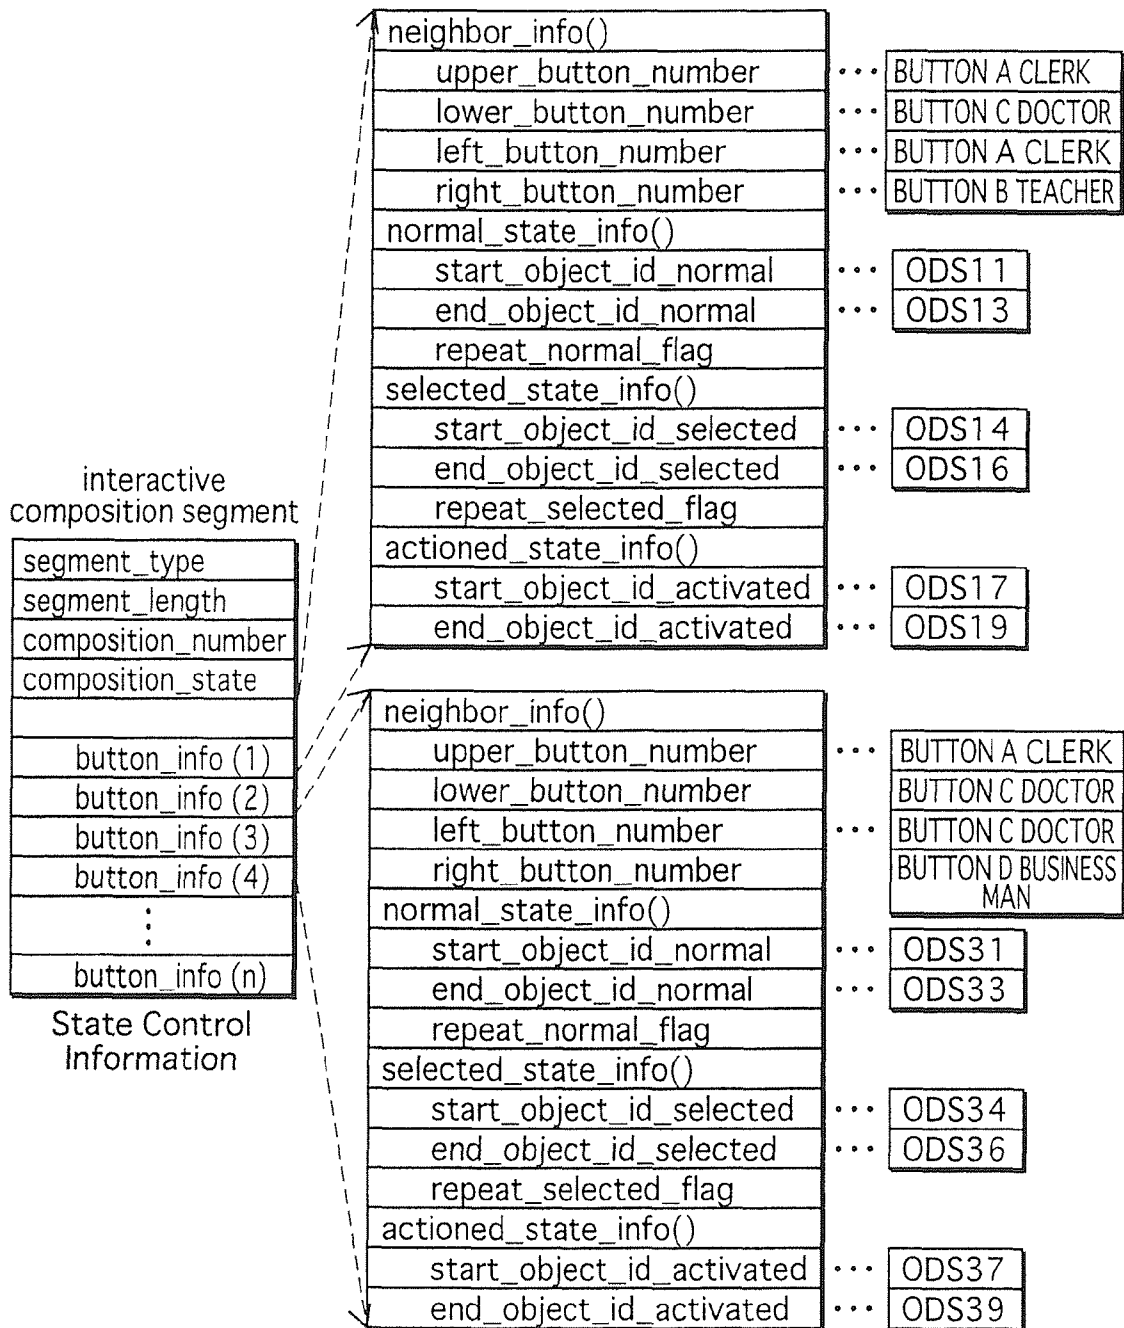 neighbor_info()
upper_button_number ··· BUTTON A CLERK
lower_button_number ··· BUTTON C DOCTOR
left_button_number ··· BUTTON A CLERK
right_button_number ··· BUTTON B TEACHER
normal_state_info()
start_object_id_normal ··· ODS11
end_object_id_normal ··· ODS13
repeat_normal_flag
selected_state_info()
start_object_id_selected ··· ODS14
end_object_id_selected ··· ODS16
repeat_selected_flag
actioned_state_info()
start_object_id_activated ··· ODS17
end_object_id_activated ··· ODS19
interactive
composition segment
segment_type
segment_length
composition_number
composition_state
button_info (1)
button_info (2)
button_info (3)
button_info (4)
⋮
button_info (n)
State Control
Information
neighbor_info()
upper_button_number ··· BUTTON A CLERK
lower_button_number BUTTON C DOCTOR
left_button_number ··· BUTTON C DOCTOR
right_button_number BUTTON D BUSINESS
MAN
normal_state_info()
start_object_id_normal ··· ODS31
end_object_id_normal ··· ODS33
repeat_normal_flag
selected_state_info()
start_object_id_selected ··· ODS34
end_object_id_selected ··· ODS36
repeat_selected_flag
actioned_state_info()
start_object_id_activated ··· ODS37
end_object_id_activated ··· ODS39